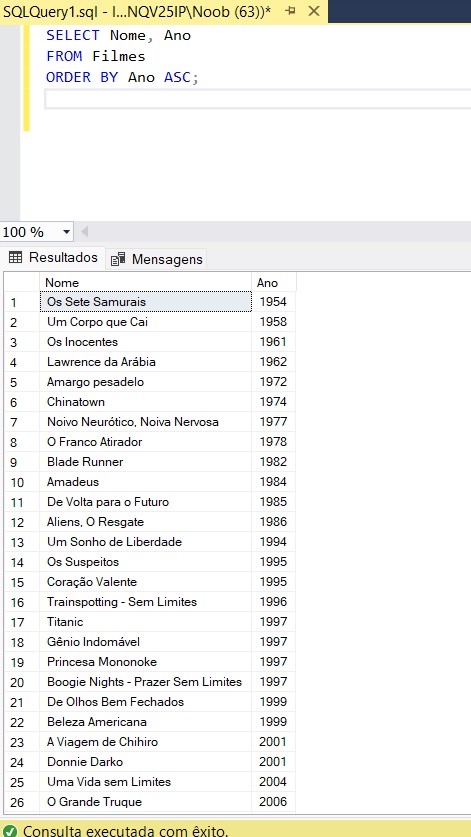 SQLQuery1.sql - I...NQV25IP\Noob (63))*
SELECT Nome, Ano
FROM Filmes
ORDER BY Ano ASC;
100 %
Resultados Mensagens
Nome Ano
1 Os Sete Samurais 1954
2 Um Corpo que Cai 1958
3 Os Inocentes 1961
4 Lawrence da Arábia 1962
5 Amargo pesadelo 1972
6 Chinatown 1974
7 Noivo Neurótico, Noiva Nervosa 1977
8 O Franco Atirador 1978
9 Blade Runner 1982
10 Amadeus 1984
11 De Volta para o Futuro 1985
12 Aliens, O Resgate 1986
13 Um Sonho de Liberdade 1994
14 Os Suspeitos 1995
15 Coração Valente 1995
16 Trainspotting - Sem Limites 1996
17 Titanic 1997
18 Gênio Indomável 1997
19 Princesa Mononoke 1997
20 Boogie Nights - Prazer Sem Limites 1997
21 De Olhos Bem Fechados 1999
22 Beleza Americana 1999
23 A Viagem de Chihiro 2001
24 Donnie Darko 2001
25 Uma Vida sem Limites 2004
26 O Grande Truque 2006
Consulta executada com êxito.